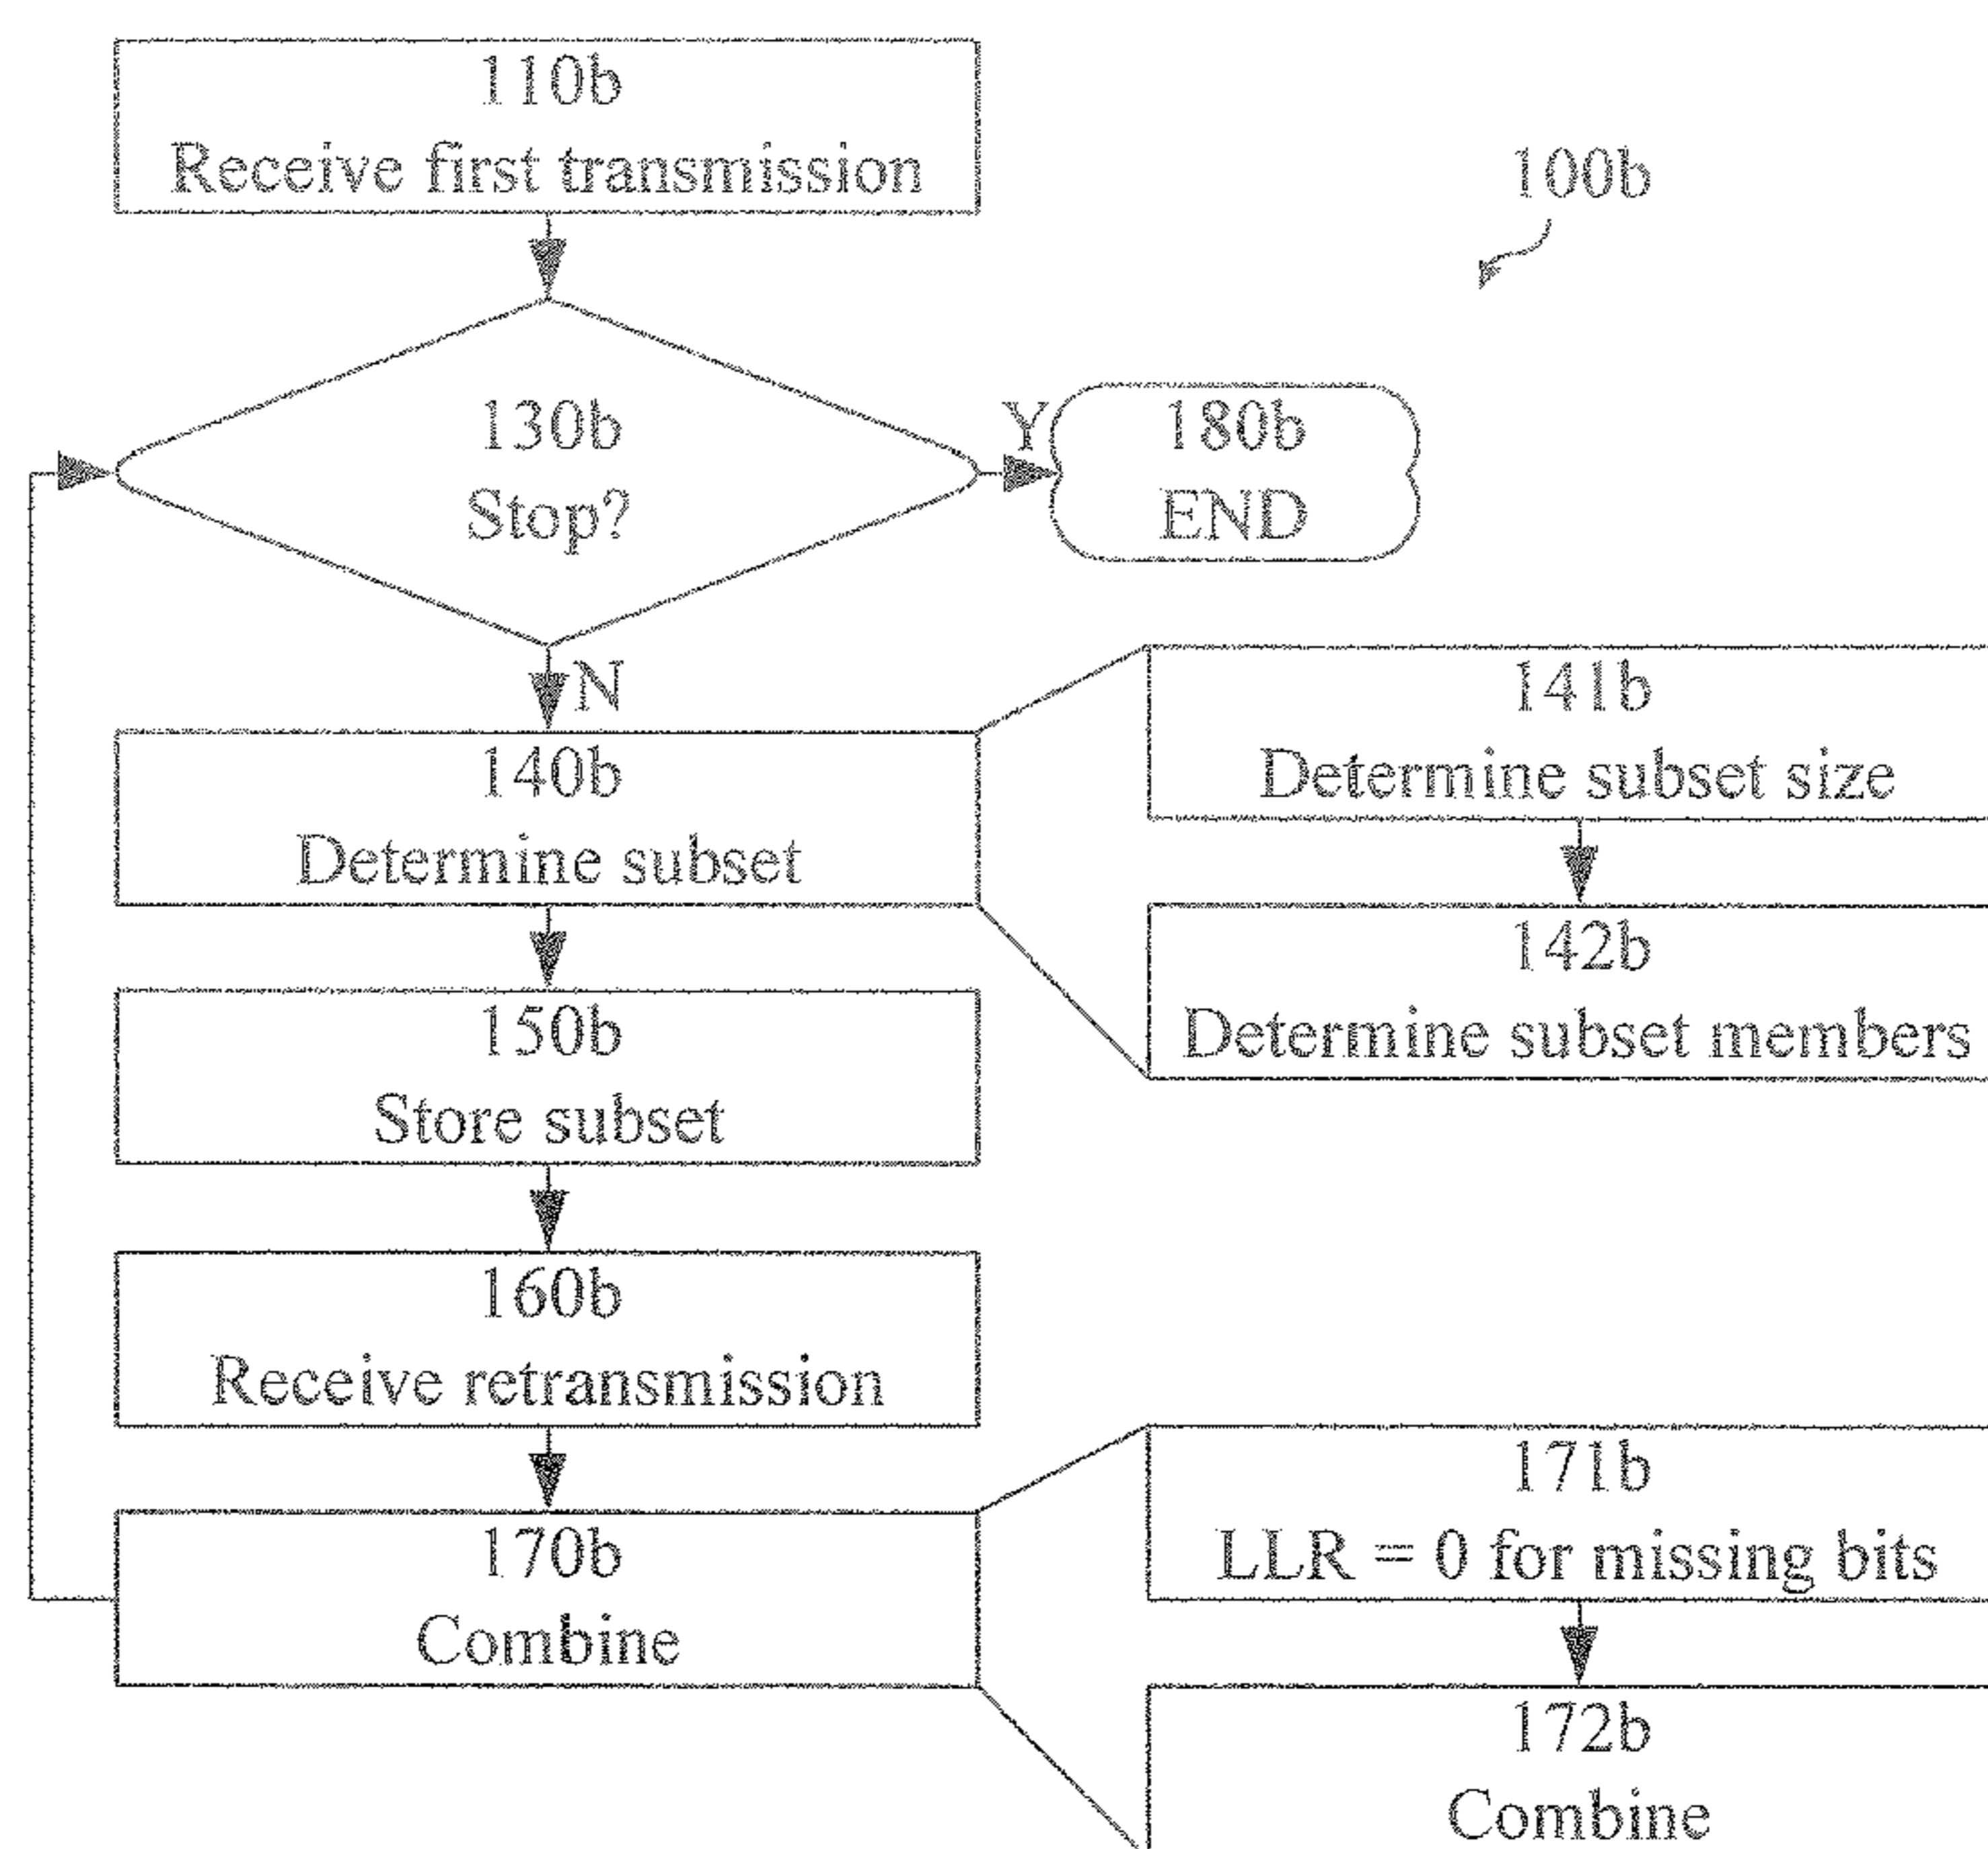 110b
Receive first transmission
100b
130b
Stop?
Y
180b
END
N
140b
Determine subset
141b
Determine subset size
142b
Determine subset members
150b
Store subset
160b
Receive retransmission
170b
Combine
171b
LLR = 0 for missing bits
172b
Combine